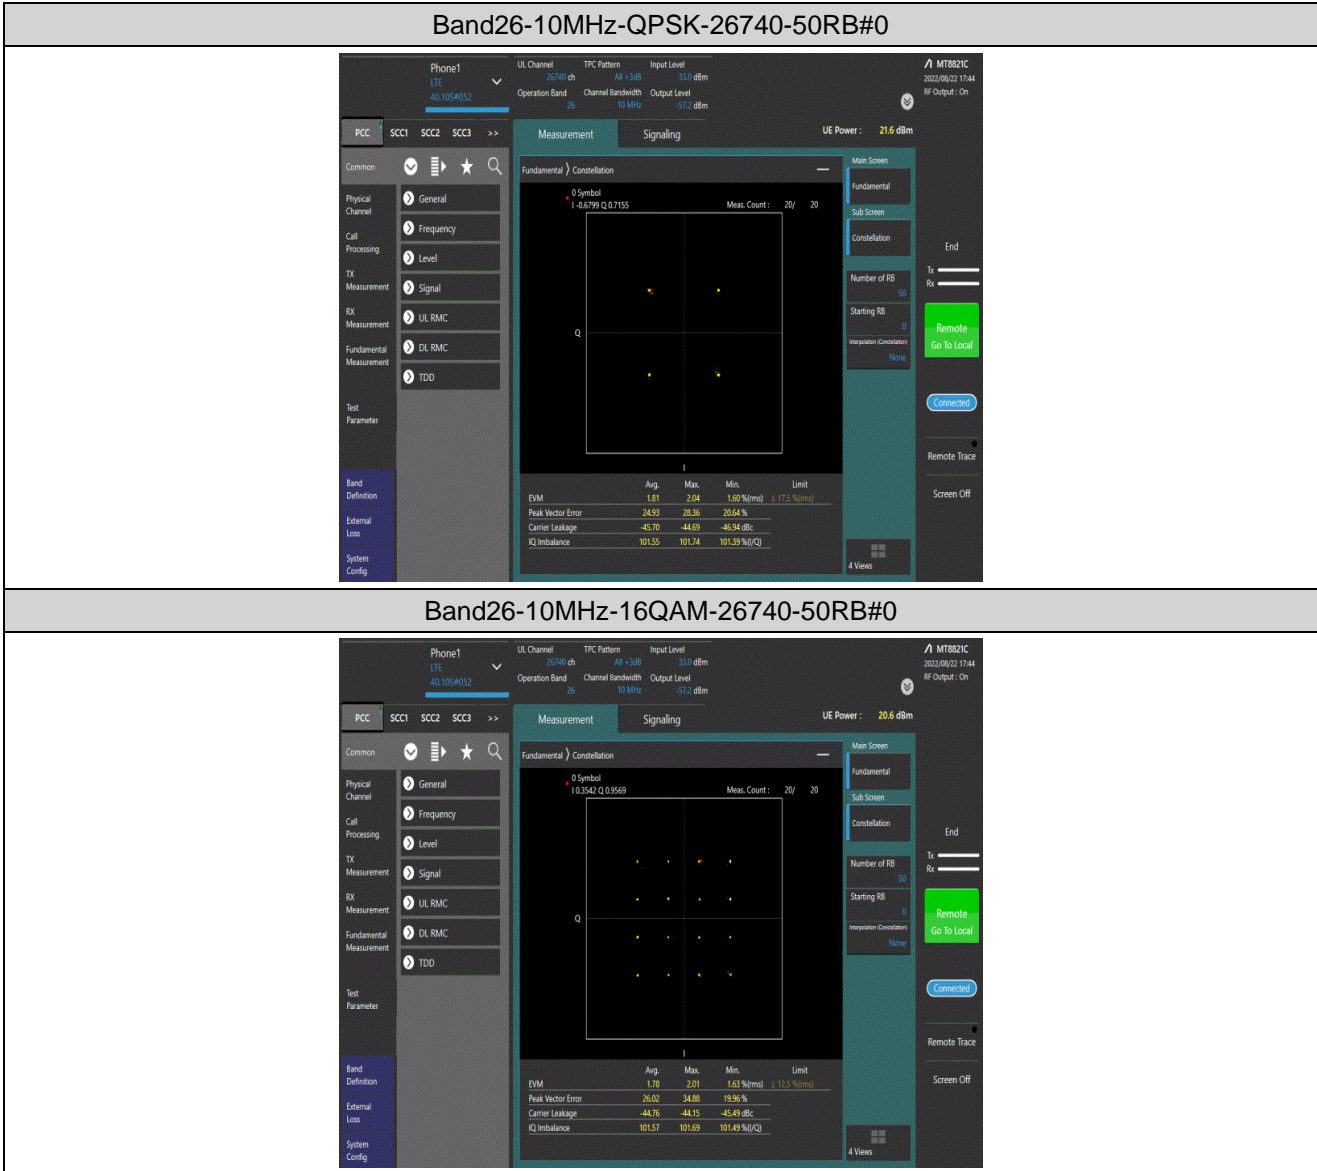 Band26-10MHz-QPSK-26740-50RB#0
Phone1
LTE
40.105#052
UL Channel TPC Pattern Input Level
26740 ch All +3dB 33.0 dBm
Operation Band Channel Bandwidth Output Level
26 10 MHz -57.2 dBm
MT8821C
2022/08/22 17:44
RF Output : On
PCC SCC1 SCC2 SCC3 >>
Measurement Signaling
UE Power : 21.6 dBm
Common
Physical Channel
Call Processing
TX Measurement
RX Measurement
Fundamental Measurement
Test Parameter
Band Definition
External Loss
System Config
General
Frequency
Level
Signal
UL RMC
DL RMC
TDD
Fundamental 〉 Constellation
0 Symbol
I -0.6799 Q 0.7155 Meas. Count : 20/ 20
Q
I
Avg. Max. Min. Limit
EVM 1.81 2.04 1.60 %(rms) ≤ 17.5 %(rms)
Peak Vector Error 24.93 28.36 20.64 %
Carrier Leakage -45.70 -44.69 -46.94 dBc
IQ Imbalance 101.55 101.74 101.39 %(I/Q)
Main Screen
Fundamental
Sub Screen
Constellation
Number of RB
50
Starting RB
0
Interpolation (Constellation)
None
4 Views
End
Tx
Rx
Remote
Go To Local
Connected
Remote Trace
Screen Off
Band26-10MHz-16QAM-26740-50RB#0
Phone1
LTE
40.105#052
UL Channel TPC Pattern Input Level
26740 ch All +3dB 33.0 dBm
Operation Band Channel Bandwidth Output Level
26 10 MHz -57.2 dBm
MT8821C
2022/08/22 17:44
RF Output : On
PCC SCC1 SCC2 SCC3 >>
Measurement Signaling
UE Power : 20.6 dBm
Common
Physical Channel
Call Processing
TX Measurement
RX Measurement
Fundamental Measurement
Test Parameter
Band Definition
External Loss
System Config
General
Frequency
Level
Signal
UL RMC
DL RMC
TDD
Fundamental 〉 Constellation
0 Symbol
I 0.3542 Q 0.9569 Meas. Count : 20/ 20
Q
I
Avg. Max. Min. Limit
EVM 1.78 2.01 1.63 %(rms) ≤ 12.5 %(rms)
Peak Vector Error 26.02 34.88 19.96 %
Carrier Leakage -44.76 -44.15 -45.49 dBc
IQ Imbalance 101.57 101.69 101.49 %(I/Q)
Main Screen
Fundamental
Sub Screen
Constellation
Number of RB
50
Starting RB
0
Interpolation (Constellation)
None
4 Views
End
Tx
Rx
Remote
Go To Local
Connected
Remote Trace
Screen Off